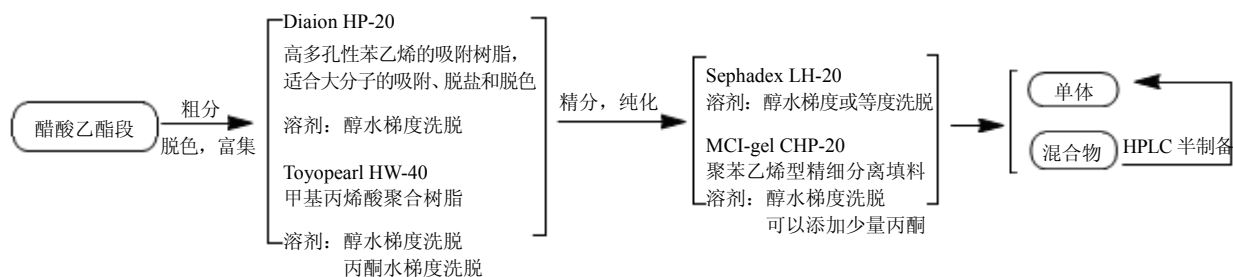 醋酸乙酯段
粗分
脱色，富集
Diaion HP-20
高多孔性苯乙烯的吸附树脂，
适合大分子的吸附、脱盐和脱色
溶剂：醇水梯度洗脱
Toyopearl HW-40
甲基丙烯酸聚合树脂
溶剂：醇水梯度洗脱
丙酮水梯度洗脱
精分，纯化
Sephadex LH-20
溶剂：醇水梯度或等度洗脱
MCI-gel CHP-20
聚苯乙烯型精细分离填料
溶剂：醇水梯度洗脱
可以添加少量丙酮
单体
混合物
HPLC 半制备